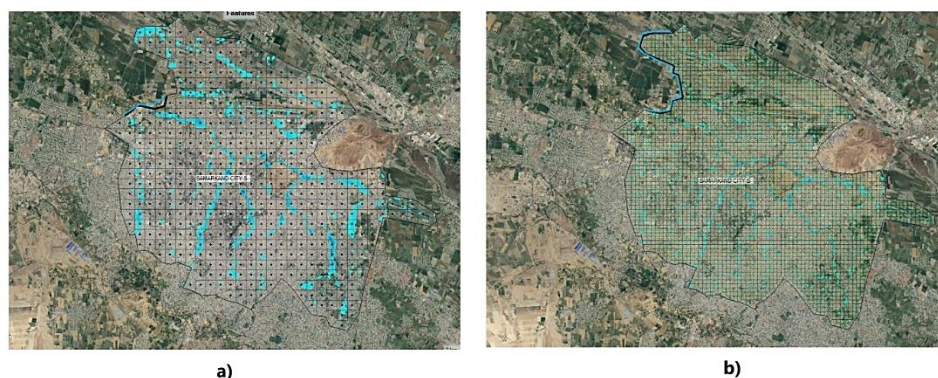 Features
SAMARKAND CITY-S
SAMARKAND CITY-S
a)
b)